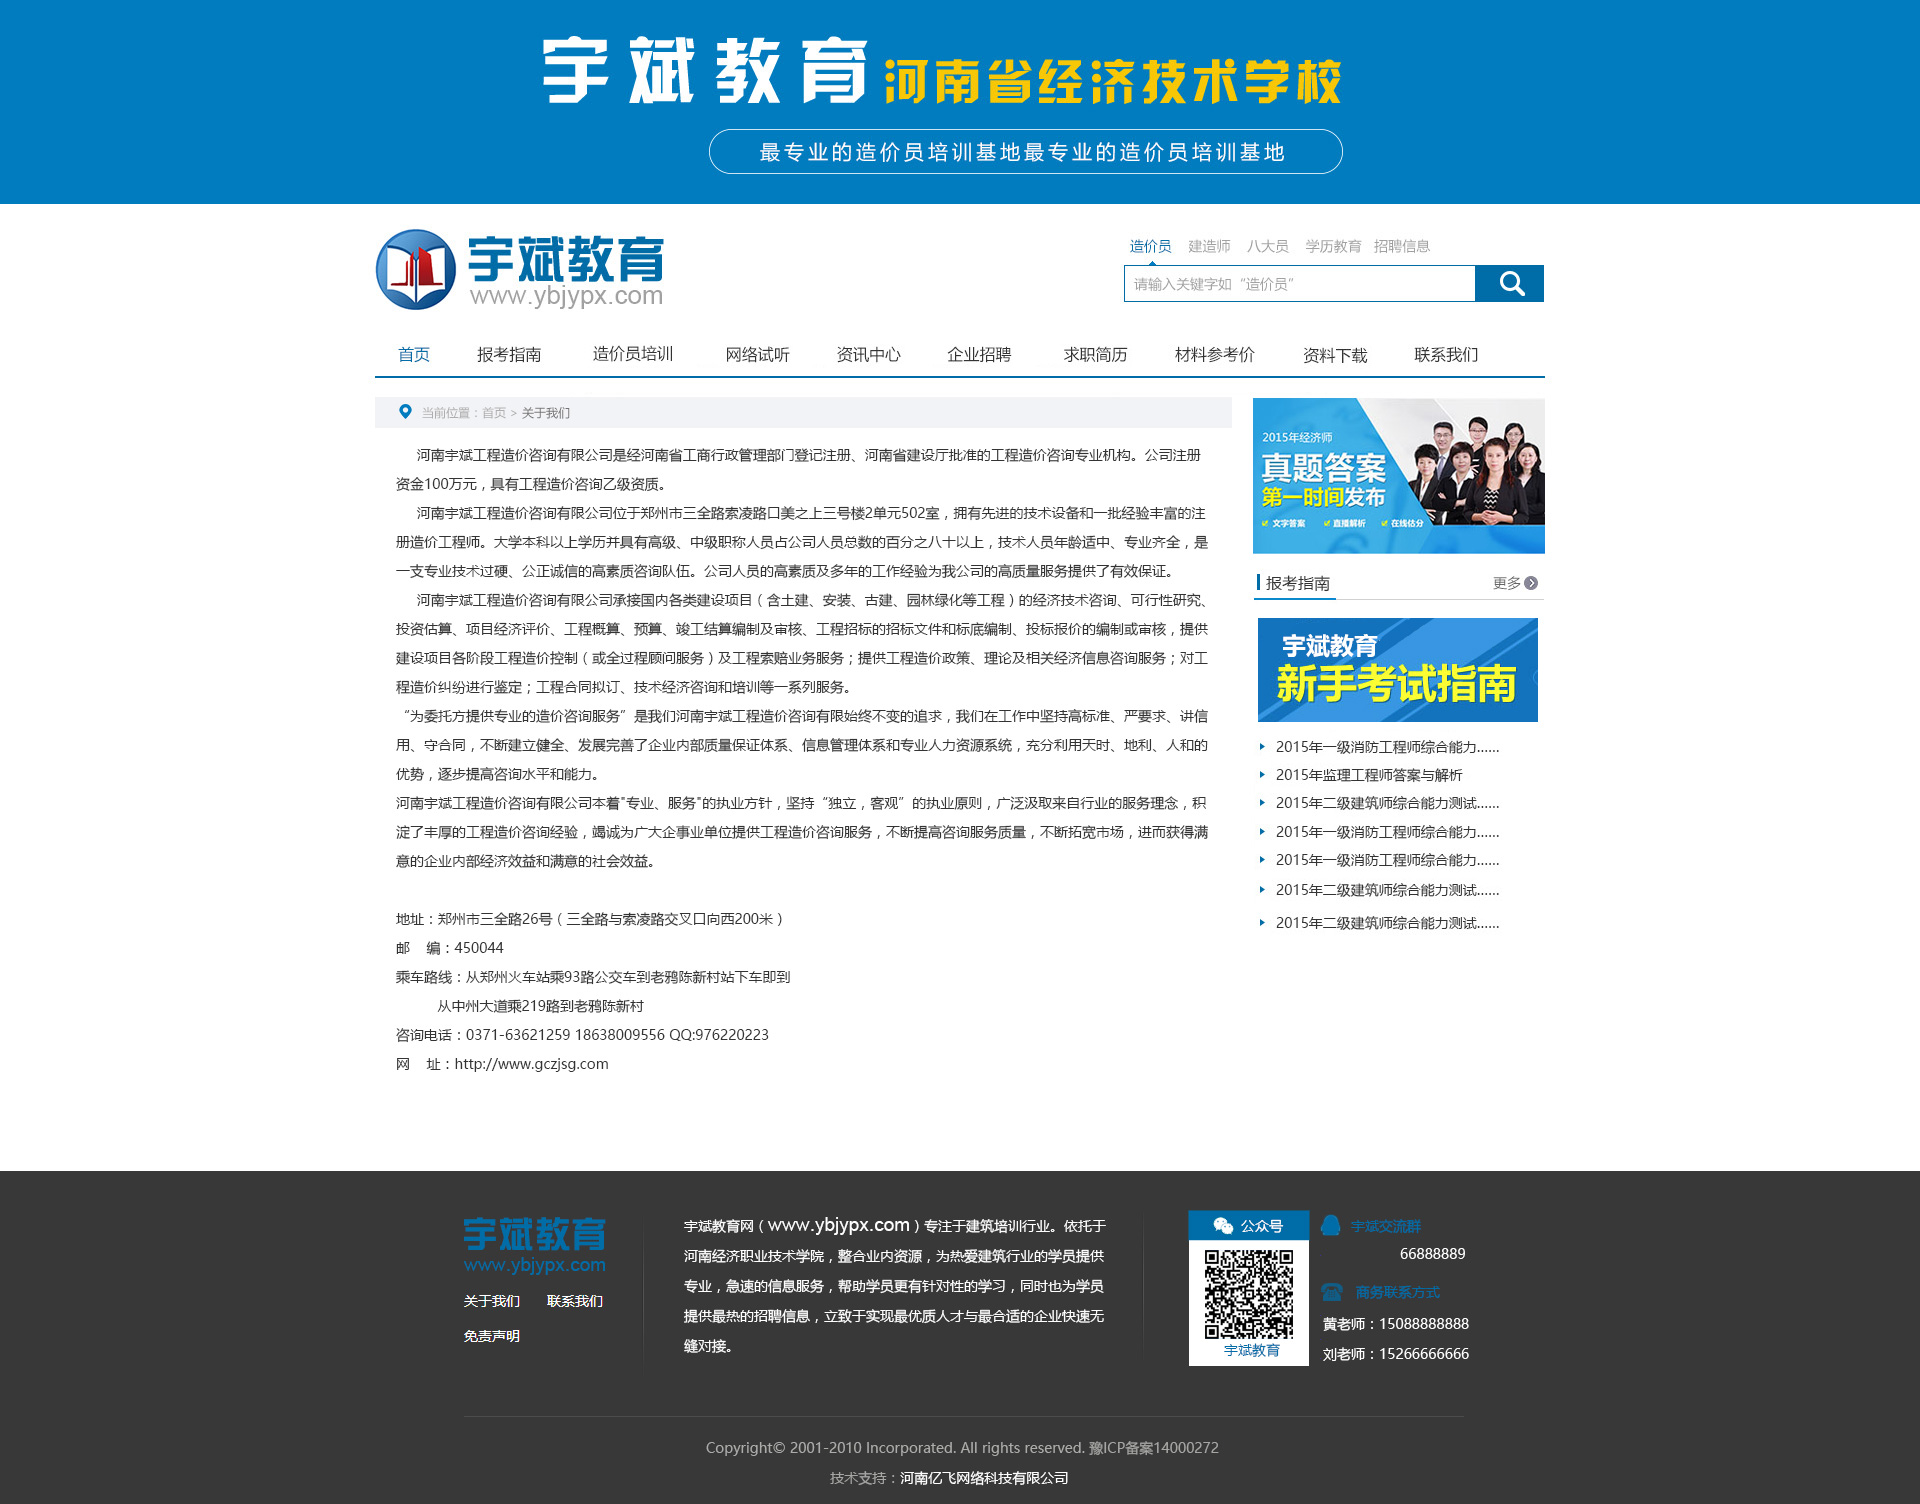 宇斌教育 河南省经济技术学校
最专业的造价员培训基地最专业的造价员培训基地
宇斌教育
www.ybjypx.com
造价员 建造师 八大员 学历教育 招聘信息
请输入关键字如“造价员”
首页 报考指南 造价员培训 网络试听 资讯中心 企业招聘 求职简历 材料参考价 资料下载 联系我们
当前位置：首页 > 关于我们
河南宇斌工程造价咨询有限公司是经河南省工商行政管理部门登记注册、河南省建设厅批准的工程造价咨询专业机构。公司注册
资金100万元，具有工程造价咨询乙级资质。
河南宇斌工程造价咨询有限公司位于郑州市三全路索凌路口美之上三号楼2单元502室，拥有先进的技术设备和一批经验丰富的注
册造价工程师。大学本科以上学历并具有高级、中级职称人员占公司人员总数的百分之八十以上，技术人员年龄适中、专业齐全，是
一支专业技术过硬、公正诚信的高素质咨询队伍。公司人员的高素质及多年的工作经验为我公司的高质量服务提供了有效保证。
河南宇斌工程造价咨询有限公司承接国内各类建设项目（含土建、安装、古建、园林绿化等工程）的经济技术咨询、可行性研究、
投资估算、项目经济评价、工程概算、预算、竣工结算编制及审核、工程招标的招标文件和标底编制、投标报价的编制或审核，提供
建设项目各阶段工程造价控制（或全过程顾问服务）及工程索赔业务服务；提供工程造价政策、理论及相关经济信息咨询服务；对工
程造价纠纷进行鉴定；工程合同拟订、技术经济咨询和培训等一系列服务。
“为委托方提供专业的造价咨询服务”是我们河南宇斌工程造价咨询有限始终不变的追求，我们在工作中坚持高标准、严要求、讲信
用、守合同，不断建立健全、发展完善了企业内部质量保证体系、信息管理体系和专业人力资源系统，充分利用天时、地利、人和的
优势，逐步提高咨询水平和能力。
河南宇斌工程造价咨询有限公司本着"专业、服务"的执业方针，坚持“独立，客观”的执业原则，广泛汲取来自行业的服务理念，积
淀了丰厚的工程造价咨询经验，竭诚为广大企事业单位提供工程造价咨询服务，不断提高咨询服务质量，不断拓宽市场，进而获得满
意的企业内部经济效益和满意的社会效益。
地址：郑州市三全路26号（三全路与索凌路交叉口向西200米）
邮 编：450044
乘车路线：从郑州火车站乘93路公交车到老鸦陈新村站下车即到
从中州大道乘219路到老鸦陈新村
咨询电话：0371-63621259 18638009556 QQ:976220223
网 址：http://www.gczjsg.com
2015年经济师
真题答案
第一时间发布
文字答案 直播解析 在线估分
报考指南 更多
宇斌教育
新手考试指南
2015年一级消防工程师综合能力......
2015年监理工程师答案与解析
2015年二级建筑师综合能力测试......
2015年一级消防工程师综合能力......
2015年一级消防工程师综合能力......
2015年二级建筑师综合能力测试......
2015年二级建筑师综合能力测试......
宇斌教育
www.ybjypx.com
关于我们 联系我们
免责声明
宇斌教育网（www.ybjypx.com）专注于建筑培训行业。依托于
河南经济职业技术学院，整合业内资源，为热爱建筑行业的学员提供
专业，急速的信息服务，帮助学员更有针对性的学习，同时也为学员
提供最热的招聘信息，立致于实现最优质人才与最合适的企业快速无
缝对接。
公众号
宇斌教育
宇斌交流群
66888889
商务联系方式
黄老师：15088888888
刘老师：15266666666
Copyright© 2001-2010 Incorporated. All rights reserved. 豫ICP备案14000272
技术支持：河南亿飞网络科技有限公司